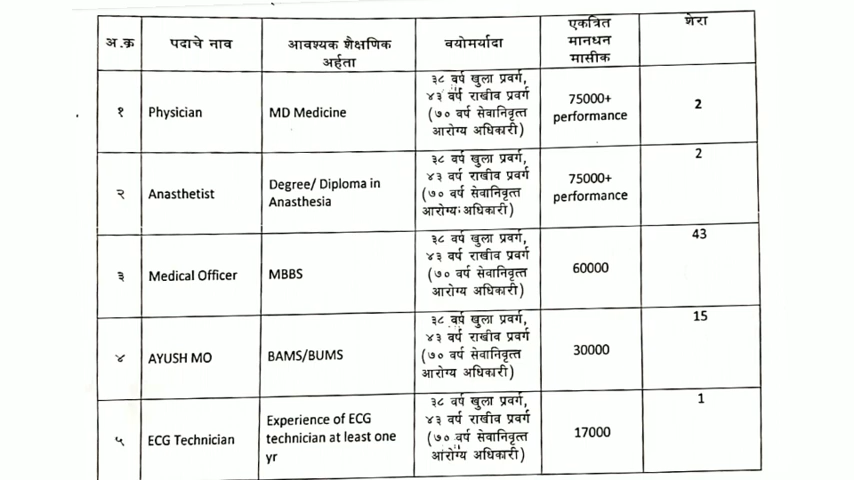 अ.क्र
पदाचे नाव
आवश्यक शैक्षणिक
अर्हता
वयोमर्यादा
एकत्रित
मानधन
मासीक
शेरा
१
Physician
MD Medicine
३८ वर्ष खुला प्रवर्ग,
४३ वर्ष राखीव प्रवर्ग
(७० वर्ष सेवानिवृत्त
आरोग्य अधिकारी)
75000+
performance
2
२
Anasthetist
Degree/ Diploma in
Anasthesia
३८ वर्ष खुला प्रवर्ग,
४३ वर्ष राखीव प्रवर्ग
(७० वर्ष सेवानिवृत्त
आरोग्य अधिकारी)
75000+
performance
2
३
Medical Officer
MBBS
३८ वर्ष खुला प्रवर्ग,
४३ वर्ष राखीव प्रवर्ग
(७० वर्ष सेवानिवृत्त
आरोग्य अधिकारी)
60000
43
४
AYUSH MO
BAMS/BUMS
३८ वर्ष खुला प्रवर्ग,
४३ वर्ष राखीव प्रवर्ग
(७० वर्ष सेवानिवृत्त
आरोग्य अधिकारी)
30000
15
५
ECG Technician
Experience of ECG
technician at least one
yr
३८ वर्ष खुला प्रवर्ग,
४३ वर्ष राखीव प्रवर्ग
(७० वर्ष सेवानिवृत्त
आरोग्य अधिकारी)
17000
1